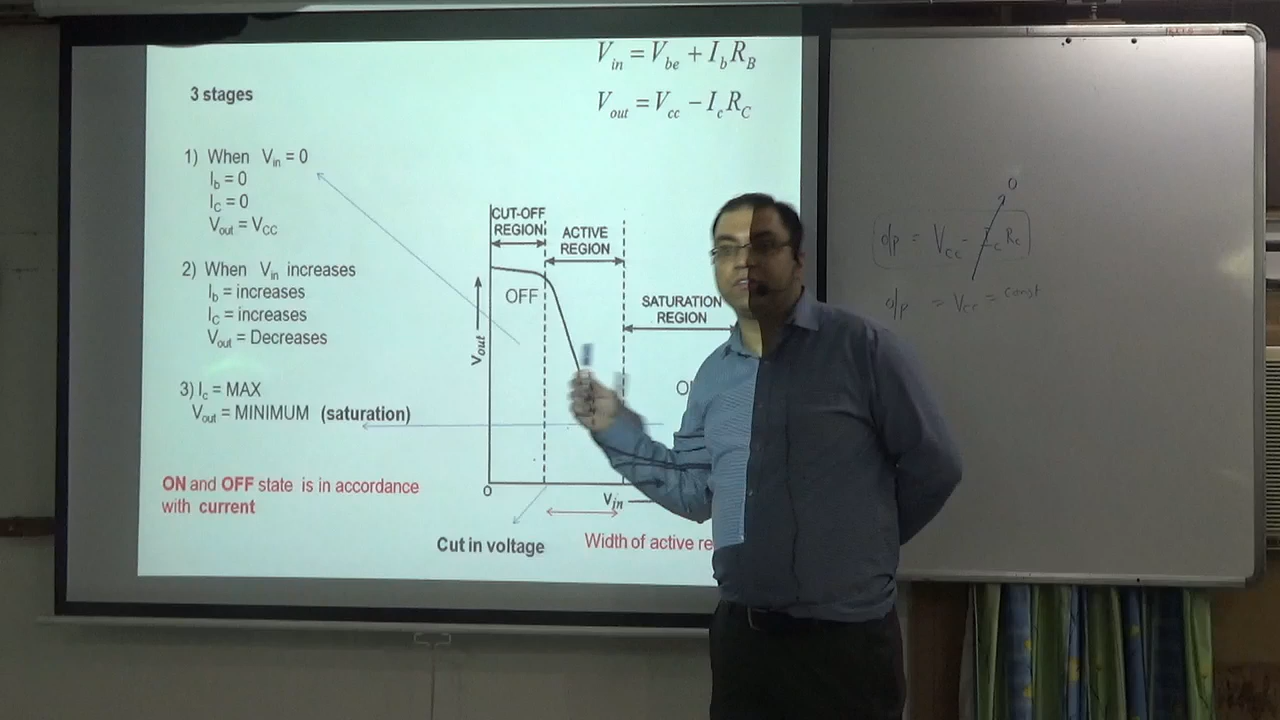 V_in = V_be + I_b R_B
V_out = V_cc − I_c R_C
3 stages
1) When V_in = 0
I_b = 0
I_C = 0
V_out = V_CC
2) When V_in increases
I_b = increases
I_C = increases
V_out = Decreases
3) I_c = MAX
V_out = MINIMUM (saturation)
ON and OFF state is in accordance
with current
CUT-OFF
REGION
ACTIVE
REGION
OFF
SATURATION
REGION
V_out
0
V_in
Cut in voltage
Width of active re
0
o/p = V_CC - I_C R_C
o/p = V_CC = const